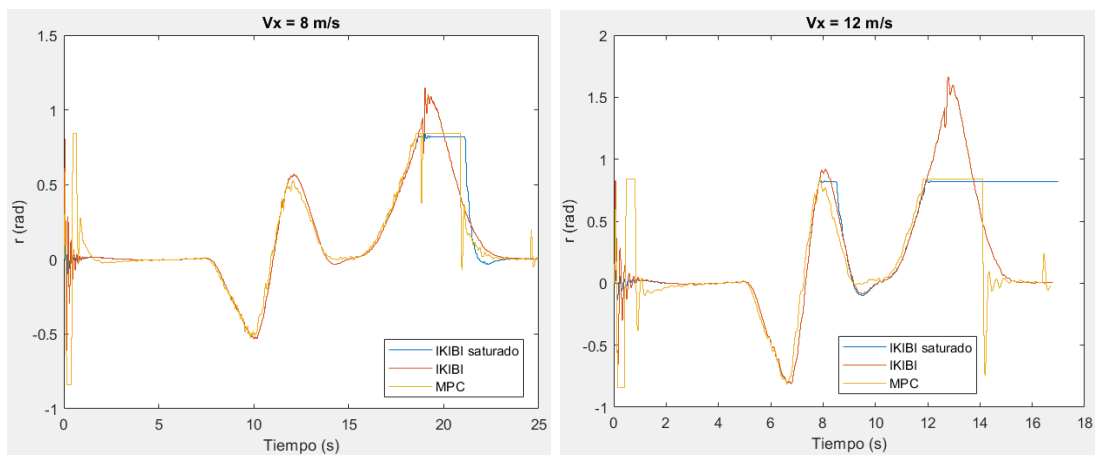 Vx = 8 m/s
1.5
1
0.5
0
-0.5
-1
r (rad)
0
5
10
15
20
25
Tiempo (s)
IKIBI saturado
IKIBI
MPC
Vx = 12 m/s
2
1.5
1
0.5
0
-0.5
-1
r (rad)
0
2
4
6
8
10
12
14
16
18
Tiempo (s)
IKIBI saturado
IKIBI
MPC